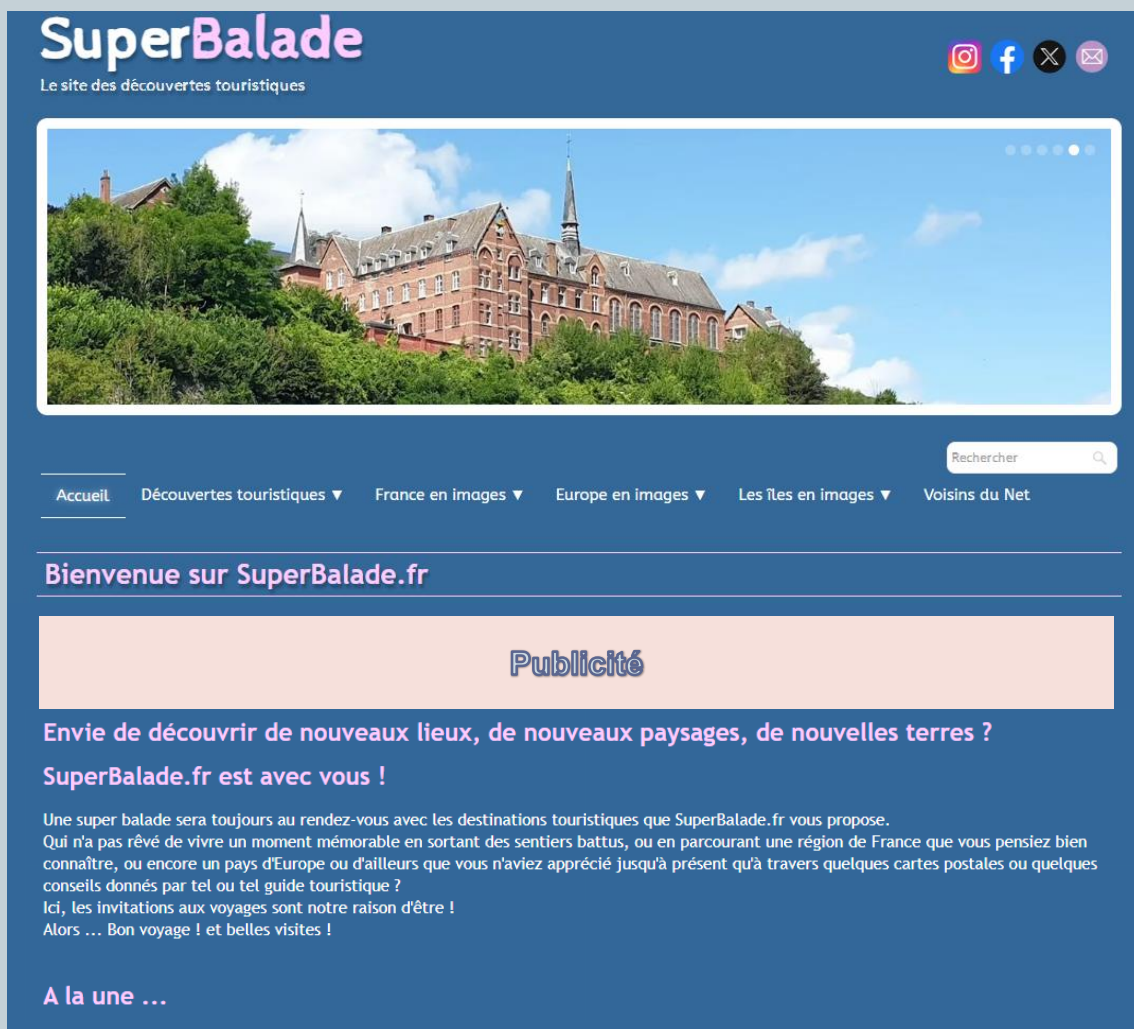 SuperBalade
Le site des découvertes touristiques
Rechercher
Accueil Découvertes touristiques ▼ France en images ▼ Europe en images ▼ Les îles en images ▼ Voisins du Net
Bienvenue sur SuperBalade.fr
Publicité
Envie de découvrir de nouveaux lieux, de nouveaux paysages, de nouvelles terres ?
SuperBalade.fr est avec vous !
Une super balade sera toujours au rendez-vous avec les destinations touristiques que SuperBalade.fr vous propose.
Qui n'a pas rêvé de vivre un moment mémorable en sortant des sentiers battus, ou en parcourant une région de France que vous pensiez bien
connaître, ou encore un pays d'Europe ou d'ailleurs que vous n'aviez apprécié jusqu'à présent qu'à travers quelques cartes postales ou quelques
conseils donnés par tel ou tel guide touristique ?
Ici, les invitations aux voyages sont notre raison d'être !
Alors ... Bon voyage ! et belles visites !
A la une ...